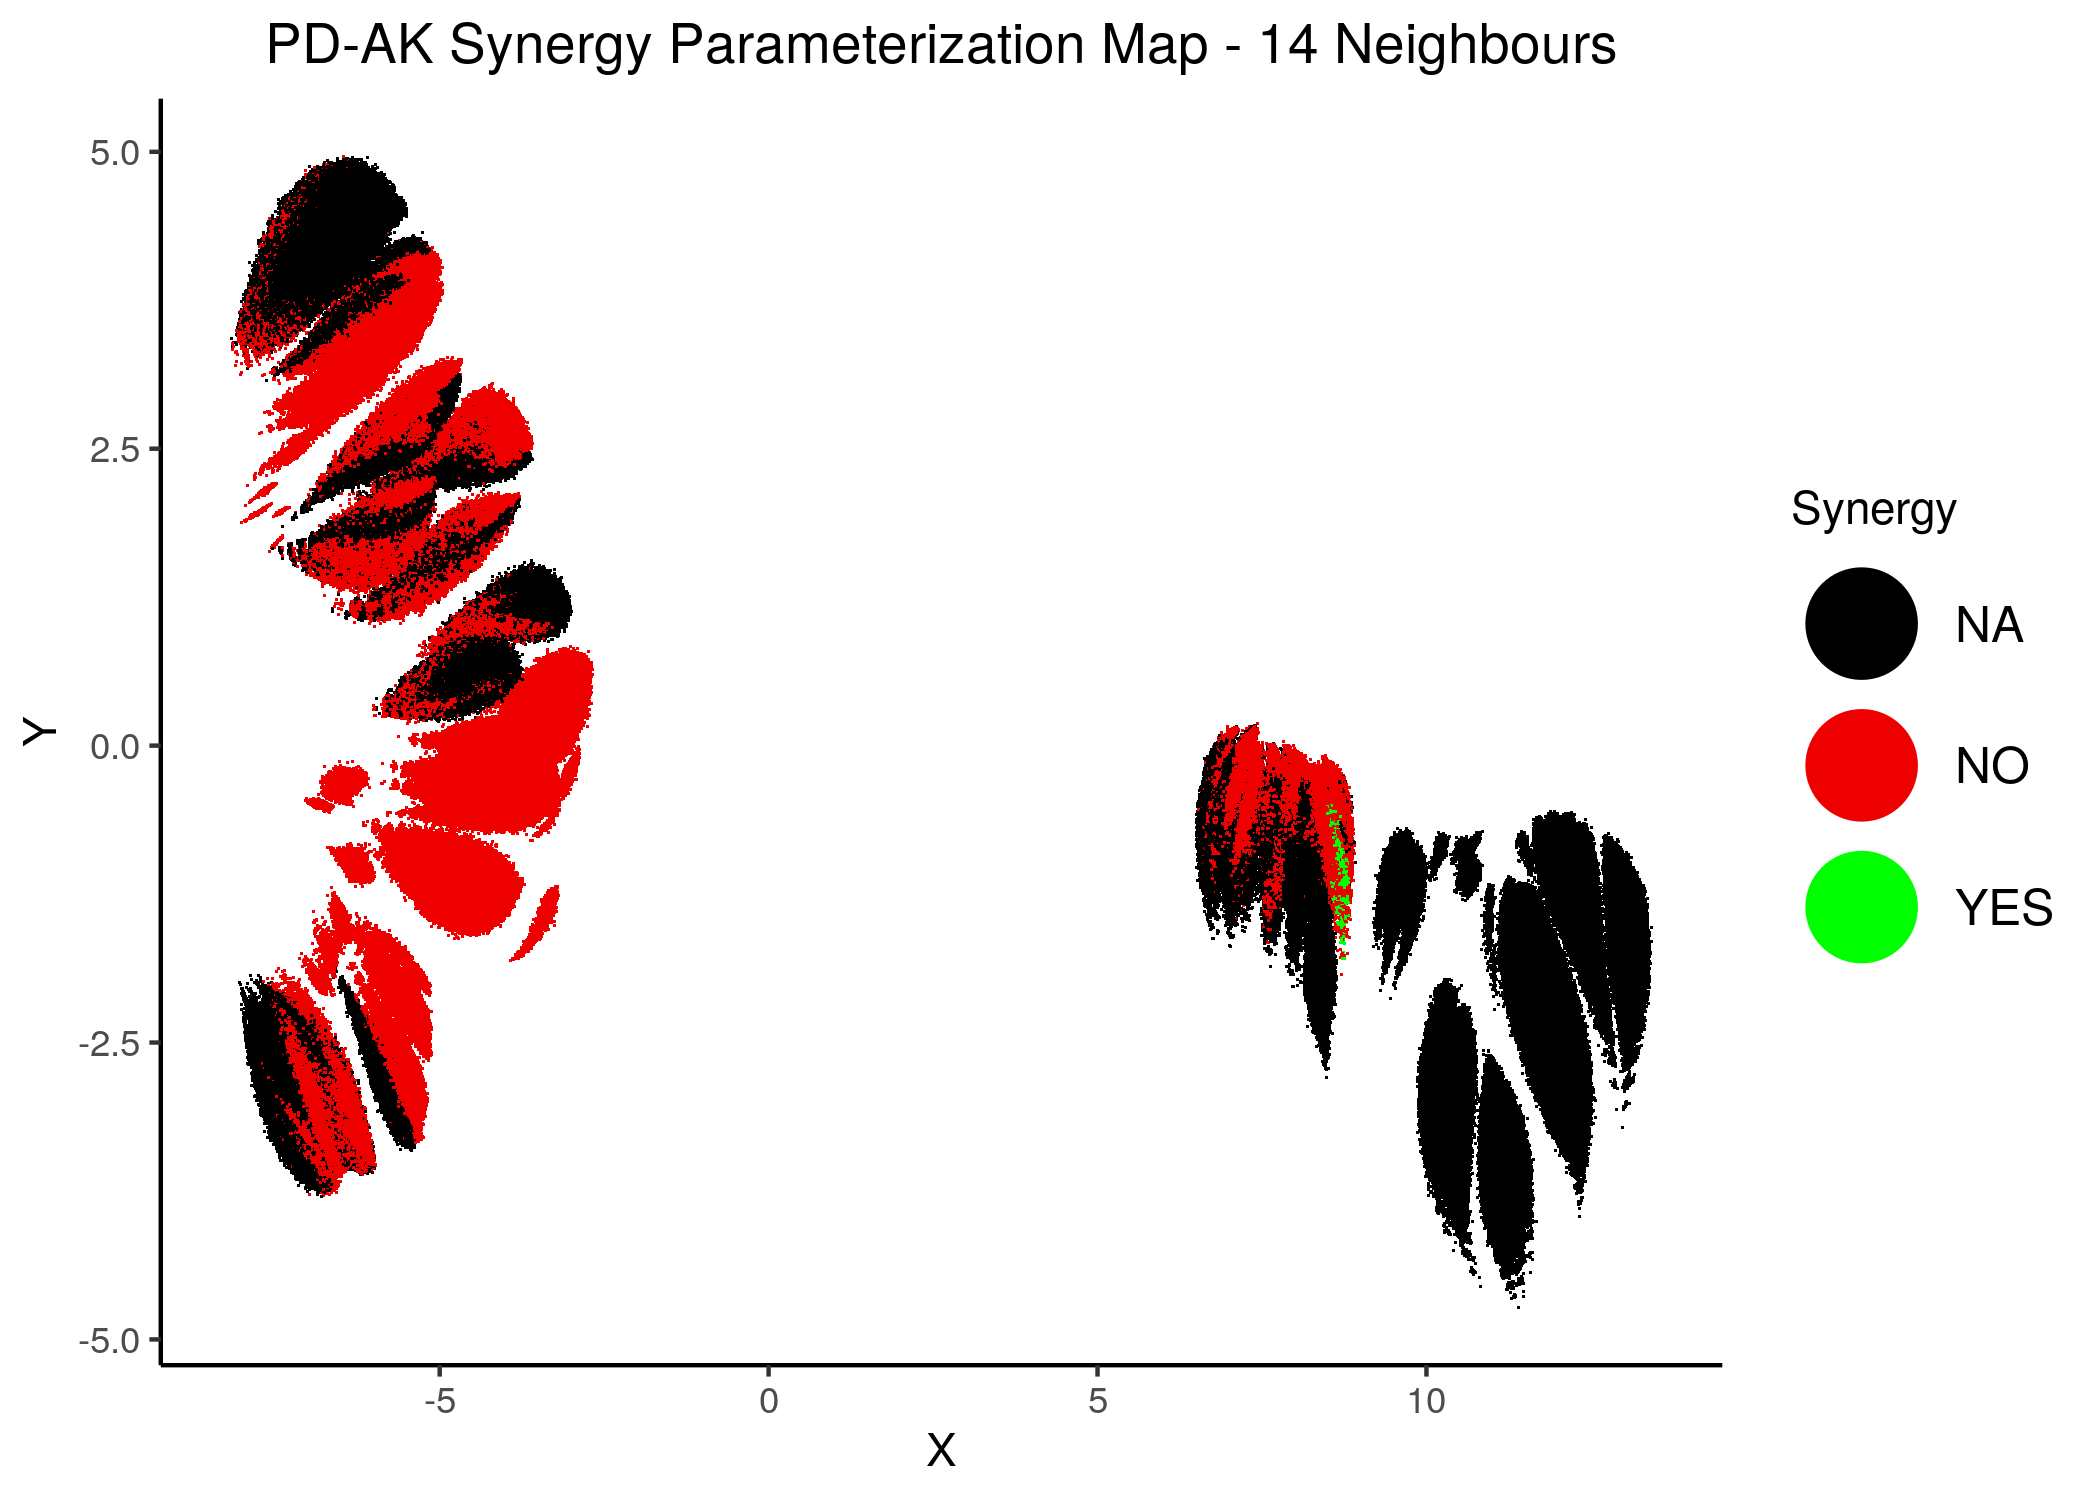 PD-AK Synergy Parameterization Map - 14 Neighbours
5.0
2.5
0.0
-2.5
-5.0
Y
-5
0
5
10
X
Synergy
NA
NO
YES